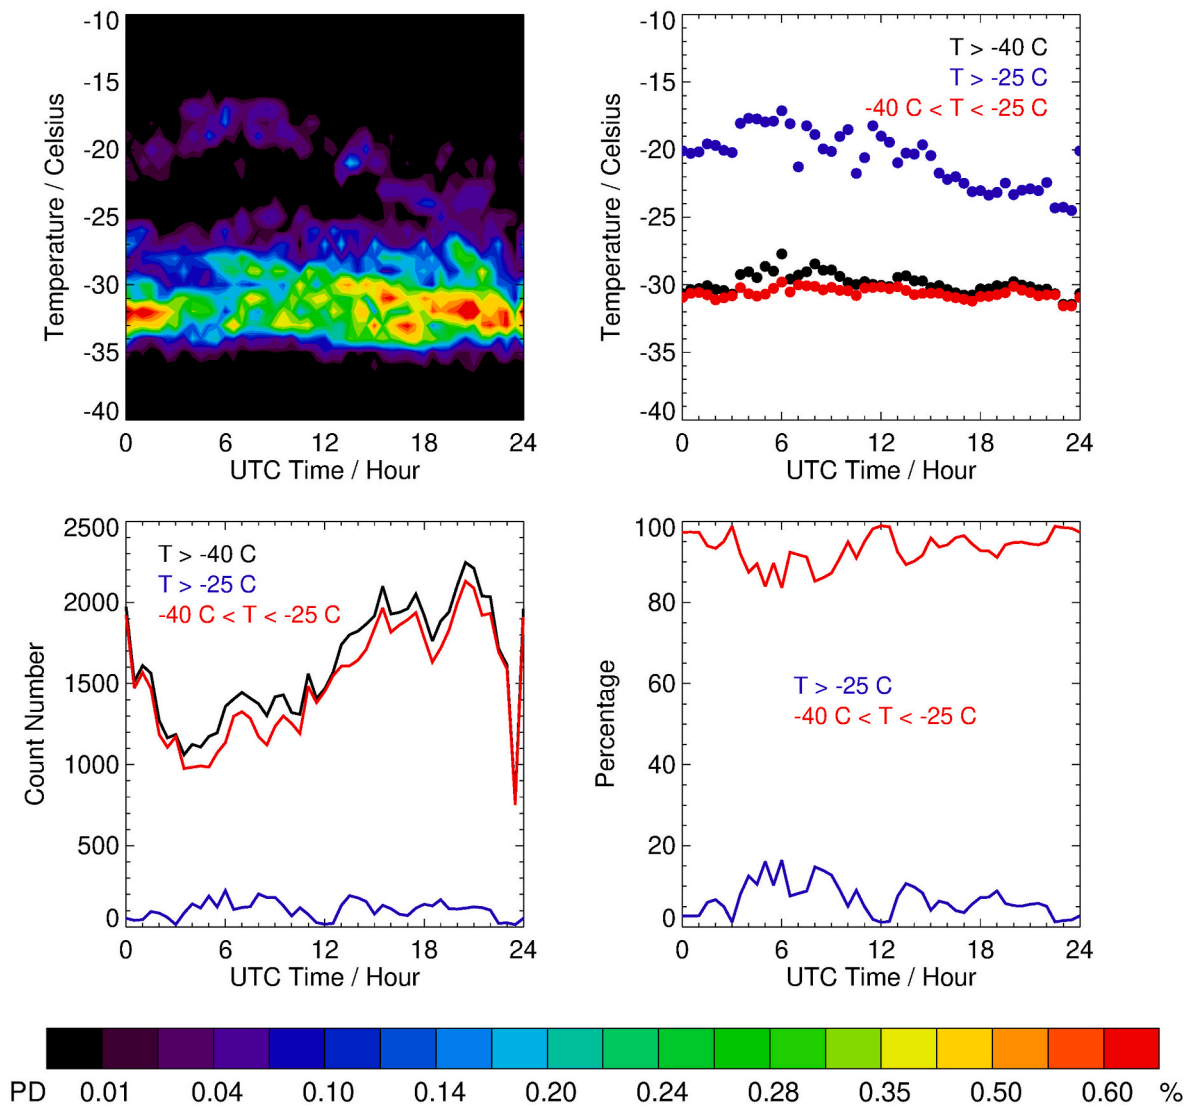 -10
-15
-20
-25
-30
-35
-40
Temperature / Celsius
0 6 12 18 24
UTC Time / Hour
-10
-15
-20
-25
-30
-35
-40
Temperature / Celsius
T > -40 C
T > -25 C
-40 C < T < -25 C
0 6 12 18 24
UTC Time / Hour
2500
2000
1500
1000
500
0
Count Number
T > -40 C
T > -25 C
-40 C < T < -25 C
0 6 12 18 24
UTC Time / Hour
100
80
60
40
20
0
Percentage
T > -25 C
-40 C < T < -25 C
0 6 12 18 24
UTC Time / Hour
PD 0.01 0.04 0.10 0.14 0.20 0.24 0.28 0.35 0.50 0.60 %